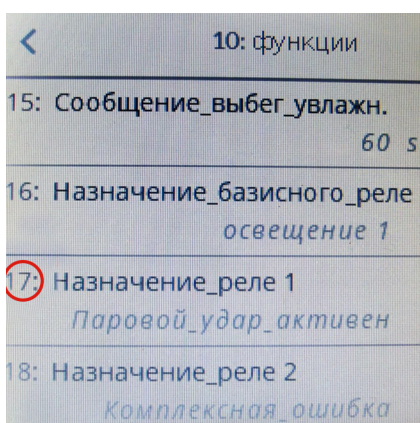 10: функции
15: Сообщение_выбег_увлажн.
60 s
16: Назначение_базисного_реле
освещение 1
17: Назначение_реле 1
Паровой_удар_активен
18: Назначение_реле 2
Комплексная_ошибка